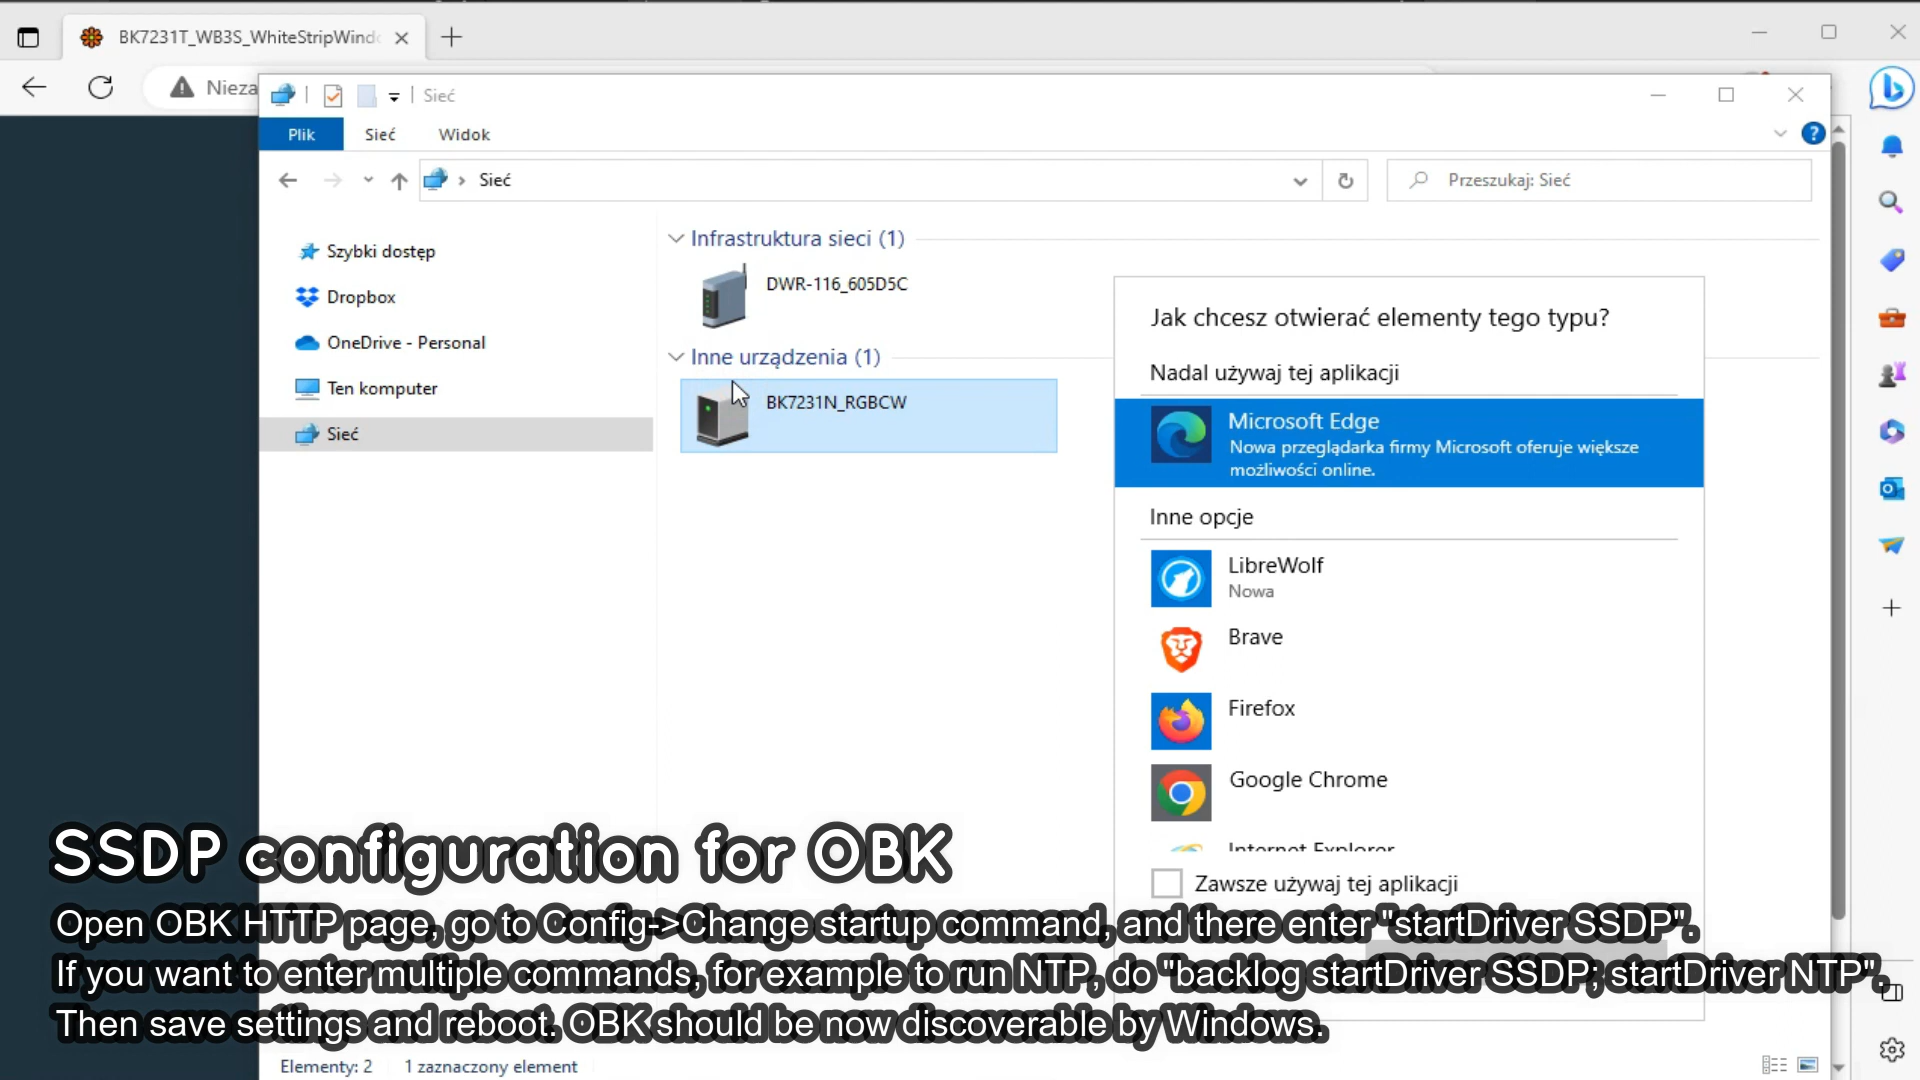 BK7231T_WB3S_WhiteStripWindo
Nieza
Sieć
Plik
Sieć
Widok
Sieć
Przeszukaj: Sieć
Szybki dostęp
Dropbox
OneDrive - Personal
Ten komputer
Sieć
Infrastruktura sieci (1)
DWR-116_605D5C
Inne urządzenia (1)
BK7231N_RGBCW
Jak chcesz otwierać elementy tego typu?
Nadal używaj tej aplikacji
Microsoft Edge
Nowa przeglądarka firmy Microsoft oferuje większe
możliwości online.
Inne opcje
LibreWolf
Nowa
Brave
Firefox
Google Chrome
Internet Explorer
Zawsze używaj tej aplikacji
SSDP configuration for OBK
Open OBK HTTP page, go to Config->Change startup command, and there enter "startDriver SSDP".
If you want to enter multiple commands, for example to run NTP, do "backlog startDriver SSDP; startDriver NTP".
Then save settings and reboot. OBK should be now discoverable by Windows.
Elementy: 2
1 zaznaczony element